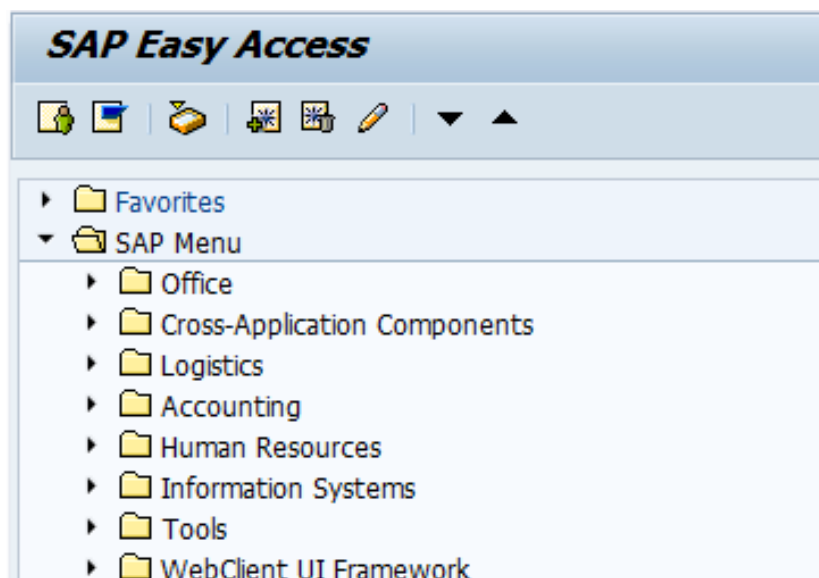 SAP Easy Access
Favorites
SAP Menu
Office
Cross-Application Components
Logistics
Accounting
Human Resources
Information Systems
Tools
WebClient UI Framework